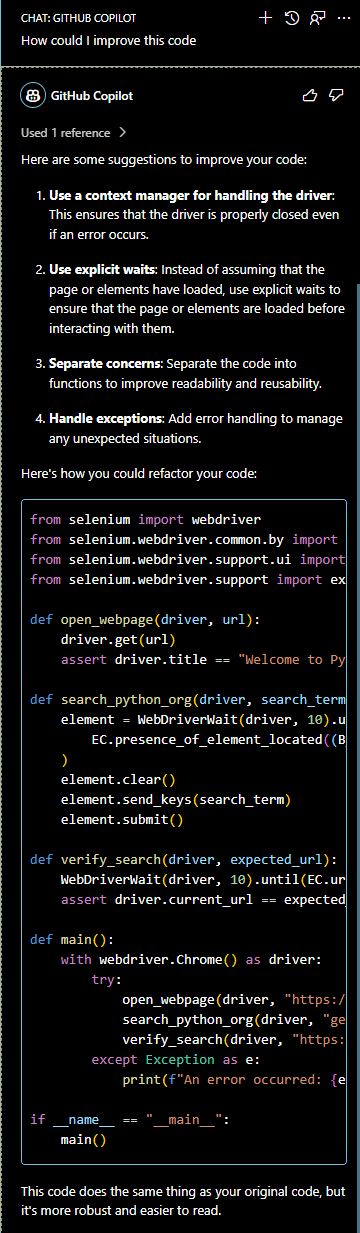 CHAT: GITHUB COPILOT
How could I improve this code
GitHub Copilot
Used 1 reference
Here are some suggestions to improve your code:
1. Use a context manager for handling the driver:
This ensures that the driver is properly closed even
if an error occurs.
2. Use explicit waits: Instead of assuming that the
page or elements have loaded, use explicit waits to
ensure that the page or elements are loaded before
interacting with them.
3. Separate concerns: Separate the code into
functions to improve readability and reusability.
4. Handle exceptions: Add error handling to manage
any unexpected situations.
Here's how you could refactor your code:
from selenium import webdriver
from selenium.webdriver.common.by import
from selenium.webdriver.support.ui import
from selenium.webdriver.support import ex
def open_webpage(driver, url):
    driver.get(url)
    assert driver.title == "Welcome to Py
def search_python_org(driver, search_term
    element = WebDriverWait(driver, 10).u
        EC.presence_of_element_located((B
    )
    element.clear()
    element.send_keys(search_term)
    element.submit()
def verify_search(driver, expected_url):
    WebDriverWait(driver, 10).until(EC.ur
    assert driver.current_url == expected_
def main():
    with webdriver.Chrome() as driver:
        try:
            open_webpage(driver, "https:/
            search_python_org(driver, "ge
            verify_search(driver, "https:
        except Exception as e:
            print(f"An error occurred: {e
if __name__ == "__main__":
    main()
This code does the same thing as your original code, but
it's more robust and easier to read.